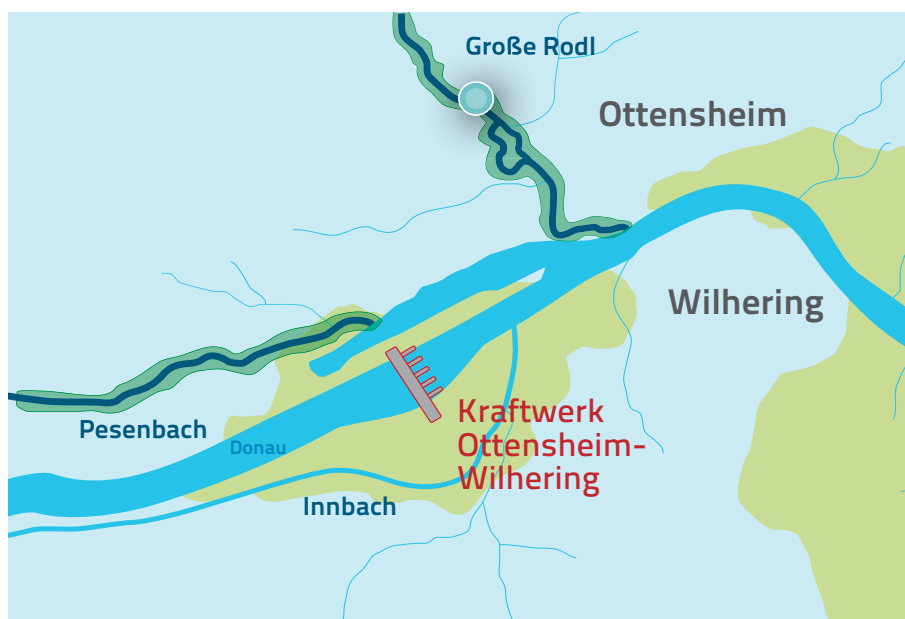 Große Rodl
Ottensheim
Wilhering
Kraftwerk
Ottensheim-
Wilhering
Pesenbach
Donau
Innbach